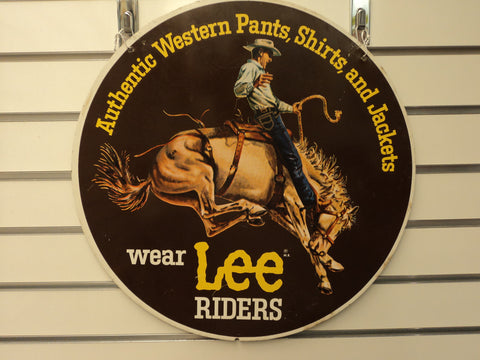 Authentic Western Pants, Shirts, and Jackets
wear Lee®
RIDERS